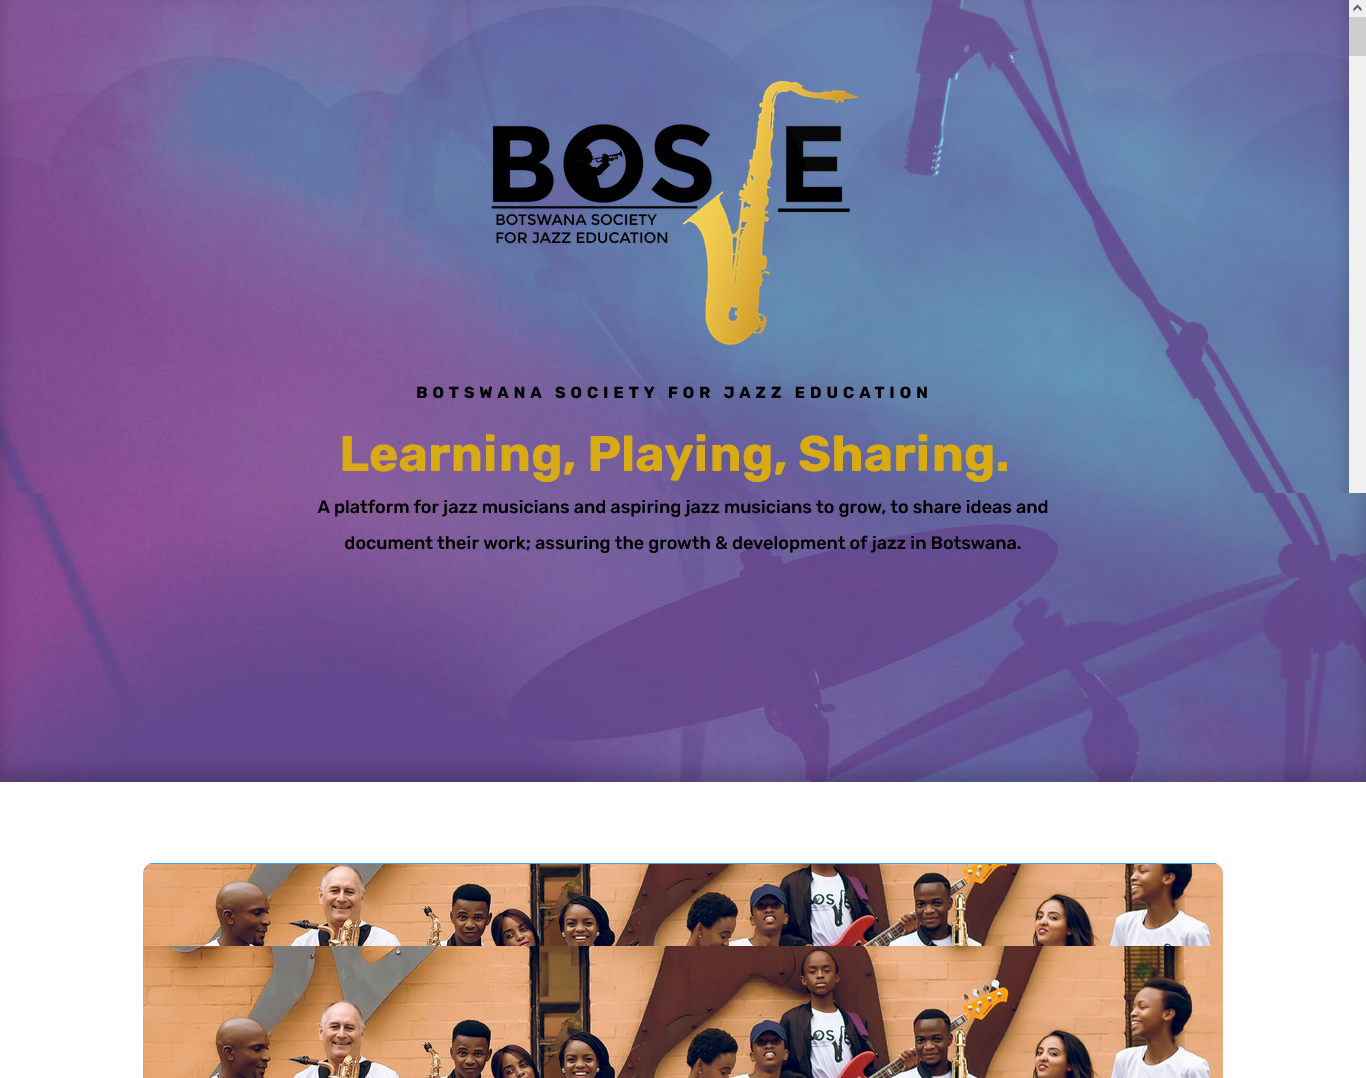 BOSJE
BOTSWANA SOCIETY
FOR JAZZ EDUCATION
BOTSWANA SOCIETY FOR JAZZ EDUCATION
Learning, Playing, Sharing.
A platform for jazz musicians and aspiring jazz musicians to grow, to share ideas and
document their work; assuring the growth & development of jazz in Botswana.